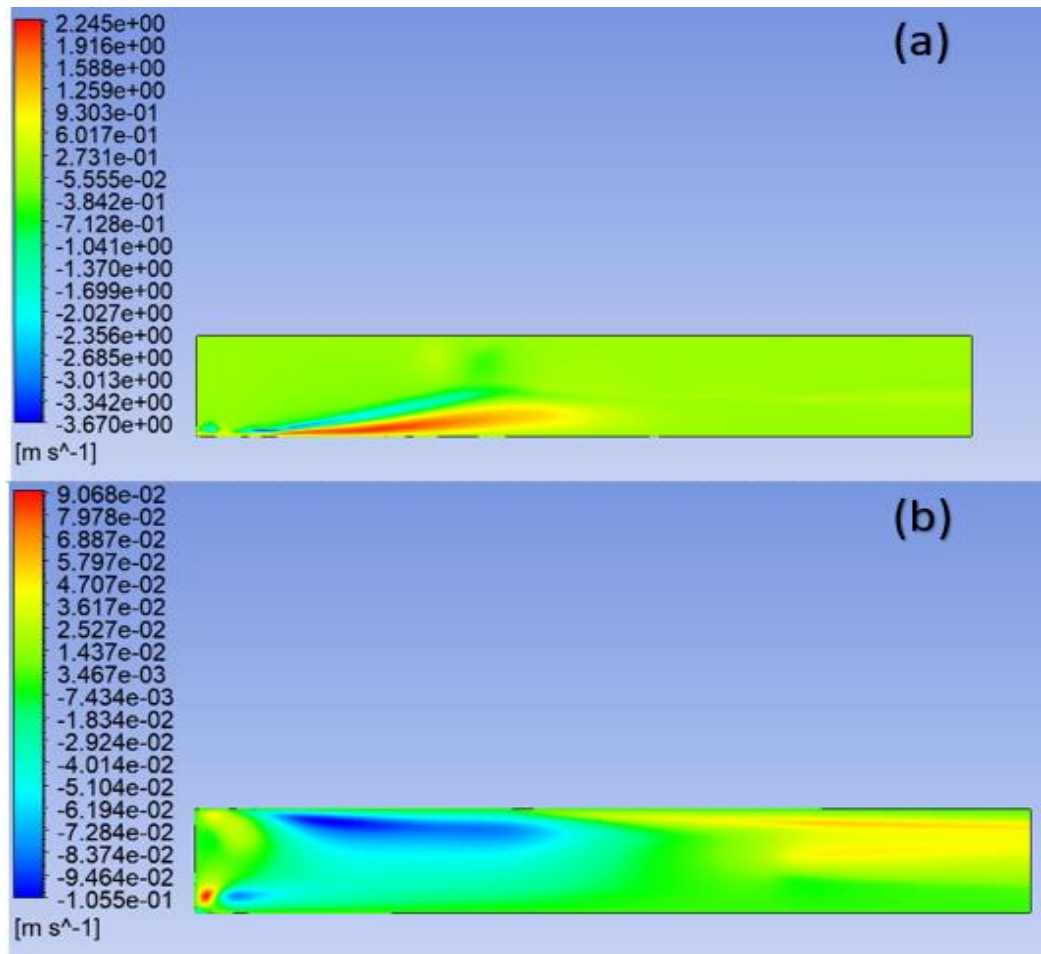 (a)
2.245e+00
1.916e+00
1.588e+00
1.259e+00
9.303e-01
6.017e-01
2.731e-01
-5.555e-02
-3.842e-01
-7.128e-01
-1.041e+00
-1.370e+00
-1.699e+00
-2.027e+00
-2.356e+00
-2.685e+00
-3.013e+00
-3.342e+00
-3.670e+00
[m s^-1]
(b)
9.068e-02
7.978e-02
6.887e-02
5.797e-02
4.707e-02
3.617e-02
2.527e-02
1.437e-02
3.467e-03
-7.434e-03
-1.834e-02
-2.924e-02
-4.014e-02
-5.104e-02
-6.194e-02
-7.284e-02
-8.374e-02
-9.464e-02
-1.055e-01
[m s^-1]